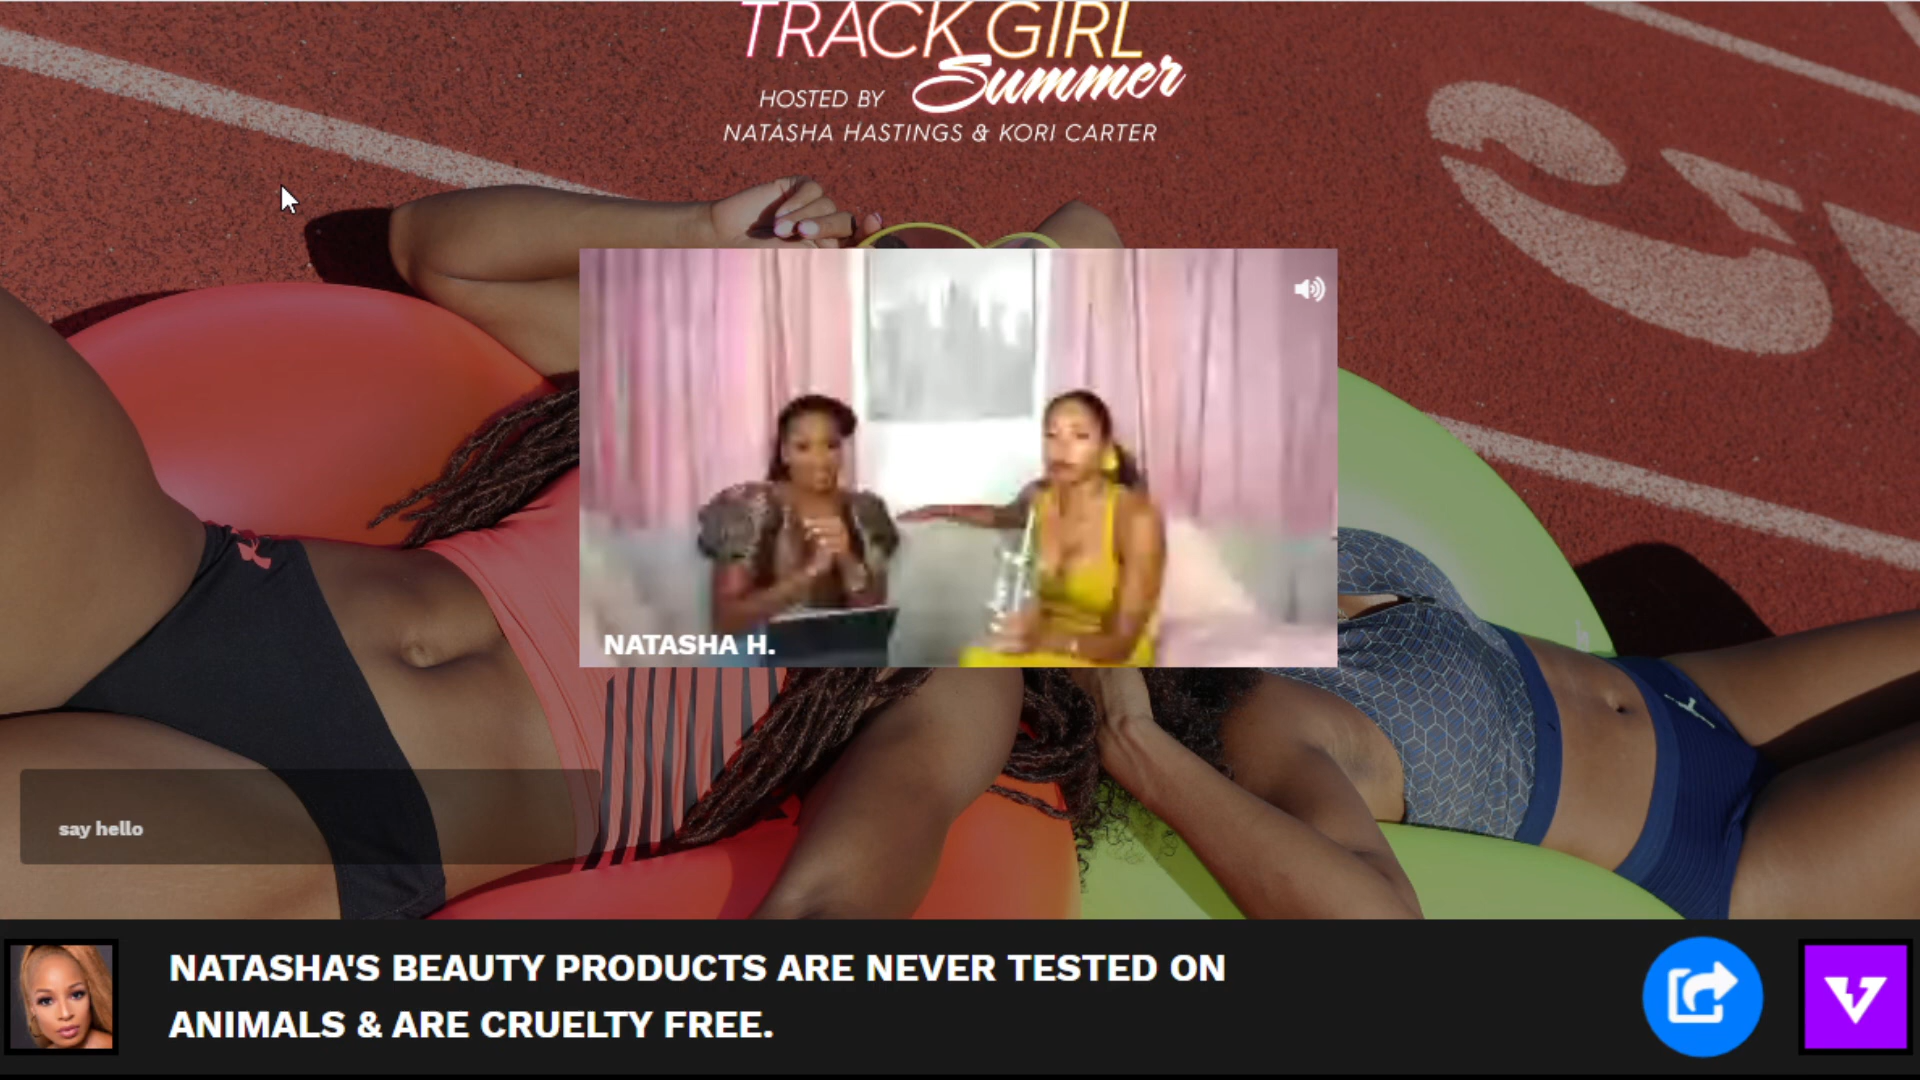 TRACK GIRL
Summer
HOSTED BY
NATASHA HASTINGS & KORI CARTER
NATASHA H.
say hello
NATASHA'S BEAUTY PRODUCTS ARE NEVER TESTED ON
ANIMALS & ARE CRUELTY FREE.